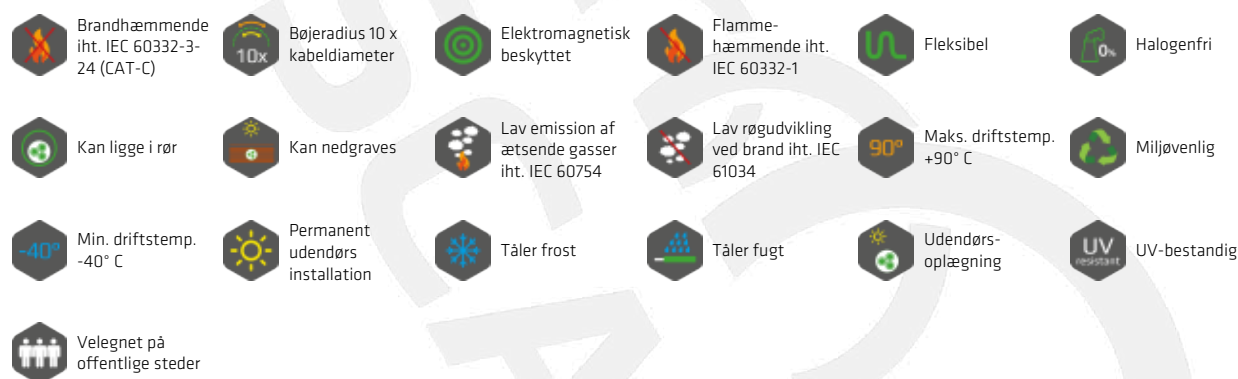 Brandhæmmende
iht. IEC 60332-3-
24 (CAT-C)
10x
Bøjeradius 10 x
kabeldiameter
Elektromagnetisk
beskyttet
Flamme-
hæmmende iht.
IEC 60332-1
Fleksibel
0%
Halogenfri
Kan ligge i rør
Kan nedgraves
Lav emission af
ætsende gasser
iht. IEC 60754
Lav røgudvikling
ved brand iht. IEC
61034
90°
Maks. driftstemp.
+90° C
Miljøvenlig
-40°
Min. driftstemp.
-40° C
Permanent
udendørs
installation
Tåler frost
Tåler fugt
Udendørs-
oplægning
UV
resistant
UV-bestandig
Velegnet på
offentlige steder